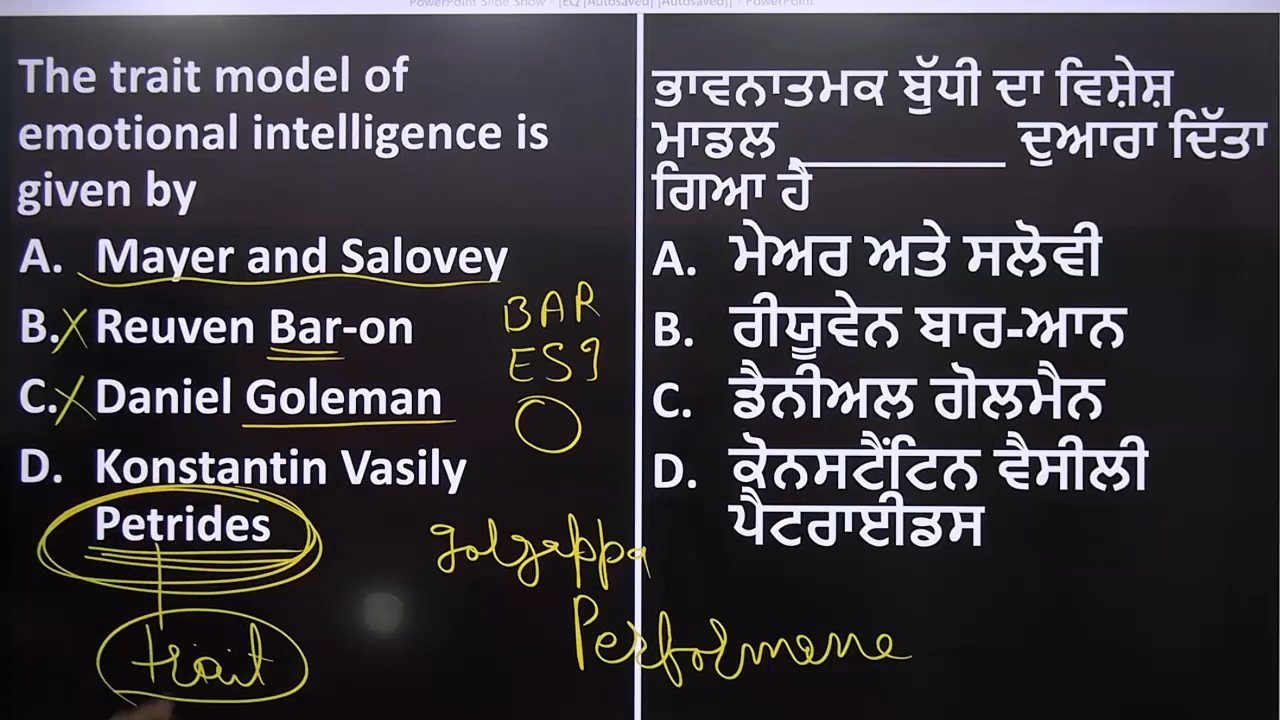 PowerPoint Slide Show - [EQ [Autosaved] [Autosaved]] - PowerPoint
The trait model of
emotional intelligence is
given by
A. Mayer and Salovey
B. Reuven Bar-on
C. Daniel Goleman
D. Konstantin Vasily
Petrides
BAR
ESI
golgappa
Performene
trait
ਭਾਵਨਾਤਮਕ ਬੁੱਧੀ ਦਾ ਵਿਸ਼ੇਸ਼
ਮਾਡਲ __________ ਦੁਆਰਾ ਦਿੱਤਾ
ਗਿਆ ਹੈ
A. ਮੇਅਰ ਅਤੇ ਸਲੋਵੀ
B. ਰੀਯੂਵੇਨ ਬਾਰ-ਆਨ
C. ਡੈਨੀਅਲ ਗੋਲਮੈਨ
D. ਕੋਨਸਟੈਂਟਿਨ ਵੈਸੀਲੀ
ਪੈਟਰਾਈਡਸ